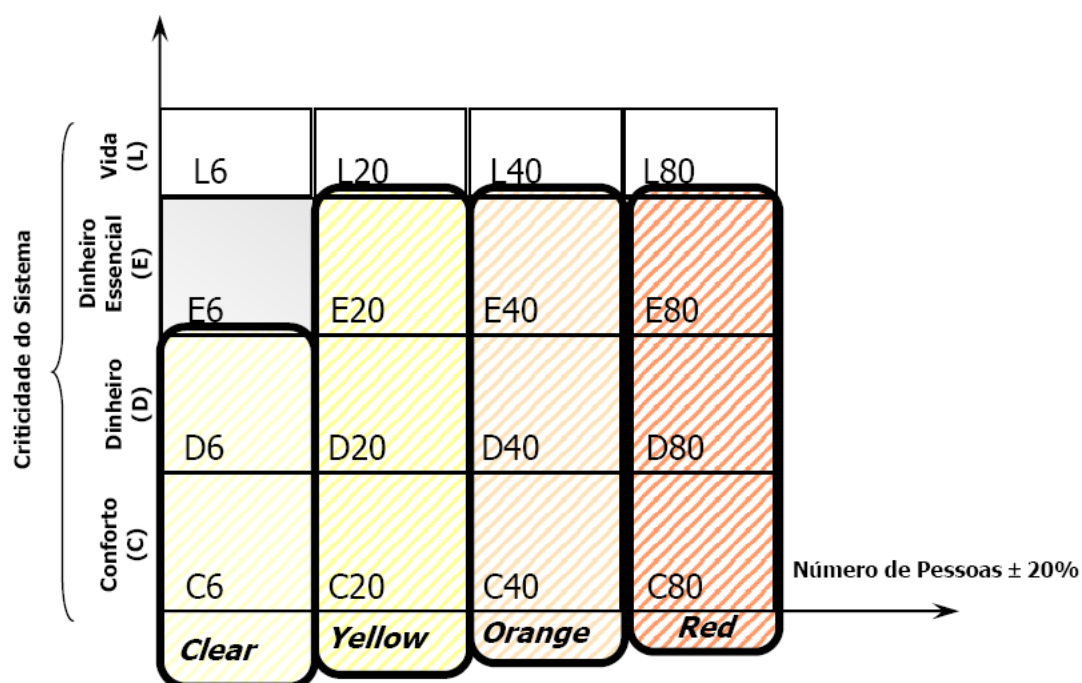 Criticidade do Sistema
Vida
(L)
L6 L20 L40 L80
Dinheiro
Essencial
(E)
E6 E20 E40 E80
Dinheiro
(D)
D6 D20 D40 D80
Conforto
(C)
C6 C20 C40 C80
Número de Pessoas ± 20%
Clear Yellow Orange Red